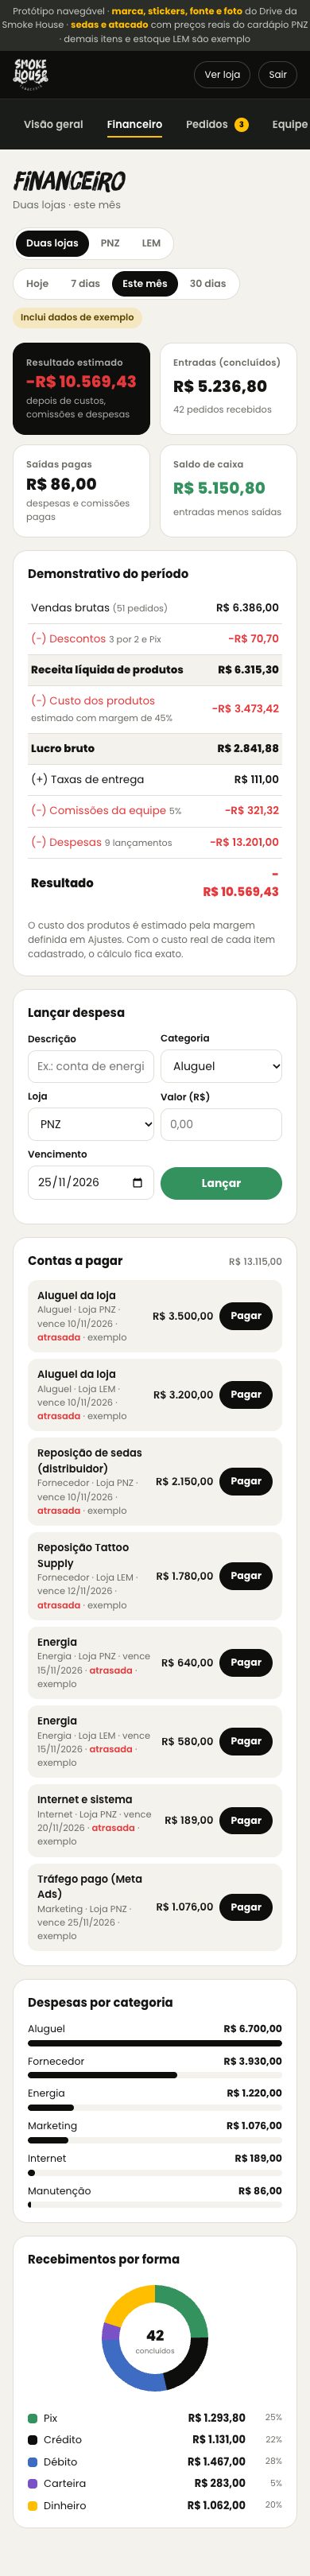 Protótipo navegável · marca, stickers, fonte e foto do Drive da
Smoke House · sedas e atacado com preços reais do cardápio PNZ
· demais itens e estoque LEM são exemplo
SMOKE
HOUSE
Ver loja
Sair
Visão geral
Financeiro
Pedidos 3
Equipe
FINANCEIRO
Duas lojas · este mês
Duas lojas
PNZ
LEM
Hoje
7 dias
Este mês
30 dias
Inclui dados de exemplo
Resultado estimado
-R$ 10.569,43
depois de custos,
comissões e despesas
Entradas (concluídos)
R$ 5.236,80
42 pedidos recebidos
Saídas pagas
R$ 86,00
despesas e comissões
pagas
Saldo de caixa
R$ 5.150,80
entradas menos saídas
Demonstrativo do período
Vendas brutas (51 pedidos) R$ 6.386,00
(-) Descontos 3 por 2 e Pix -R$ 70,70
Receita líquida de produtos R$ 6.315,30
(-) Custo dos produtos
estimado com margem de 45%
-R$ 3.473,42
Lucro bruto R$ 2.841,88
(+) Taxas de entrega R$ 111,00
(-) Comissões da equipe 5% -R$ 321,32
(-) Despesas 9 lançamentos -R$ 13.201,00
Resultado
-
R$ 10.569,43
O custo dos produtos é estimado pela margem
definida em Ajustes. Com o custo real de cada item
cadastrado, o cálculo fica exato.
Lançar despesa
Descrição
Ex.: conta de energi
Categoria
Aluguel
Loja
PNZ
Valor (R$)
0,00
Vencimento
25/11/2026
Lançar
Contas a pagar R$ 13.115,00
Aluguel da loja
Aluguel · Loja PNZ ·
vence 10/11/2026 ·
atrasada · exemplo
R$ 3.500,00
Pagar
Aluguel da loja
Aluguel · Loja LEM ·
vence 10/11/2026 ·
atrasada · exemplo
R$ 3.200,00
Pagar
Reposição de sedas
(distribuidor)
Fornecedor · Loja PNZ ·
vence 10/11/2026 ·
atrasada · exemplo
R$ 2.150,00
Pagar
Reposição Tattoo
Supply
Fornecedor · Loja LEM ·
vence 12/11/2026 ·
atrasada · exemplo
R$ 1.780,00
Pagar
Energia
Energia · Loja PNZ · vence
15/11/2026 · atrasada ·
exemplo
R$ 640,00
Pagar
Energia
Energia · Loja LEM · vence
15/11/2026 · atrasada ·
exemplo
R$ 580,00
Pagar
Internet e sistema
Internet · Loja PNZ · vence
20/11/2026 · atrasada ·
exemplo
R$ 189,00
Pagar
Tráfego pago (Meta
Ads)
Marketing · Loja PNZ ·
vence 25/11/2026 ·
exemplo
R$ 1.076,00
Pagar
Despesas por categoria
Aluguel R$ 6.700,00
Fornecedor R$ 3.930,00
Energia R$ 1.220,00
Marketing R$ 1.076,00
Internet R$ 189,00
Manutenção R$ 86,00
Recebimentos por forma
42
concluídos
Pix R$ 1.293,80 25%
Crédito R$ 1.131,00 22%
Débito R$ 1.467,00 28%
Carteira R$ 283,00 5%
Dinheiro R$ 1.062,00 20%